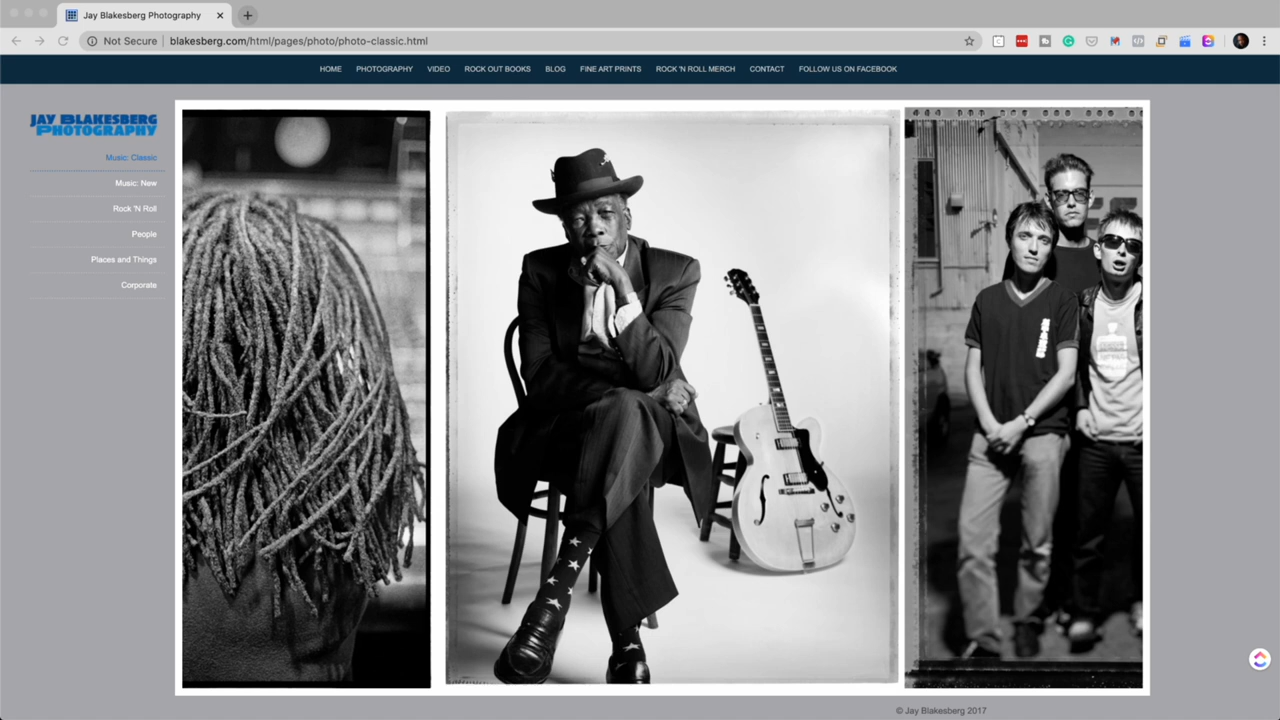 Jay Blakesberg Photography
Not Secure blakesberg.com/html/pages/photo/photo-classic.html
HOME PHOTOGRAPHY VIDEO ROCK OUT BOOKS BLOG FINE ART PRINTS ROCK 'N ROLL MERCH CONTACT FOLLOW US ON FACEBOOK
JAY BLAKESBERG
PHOTOGRAPHY
Music: Classic
Music: New
Rock 'N Roll
People
Places and Things
Corporate
© Jay Blakesberg 2017